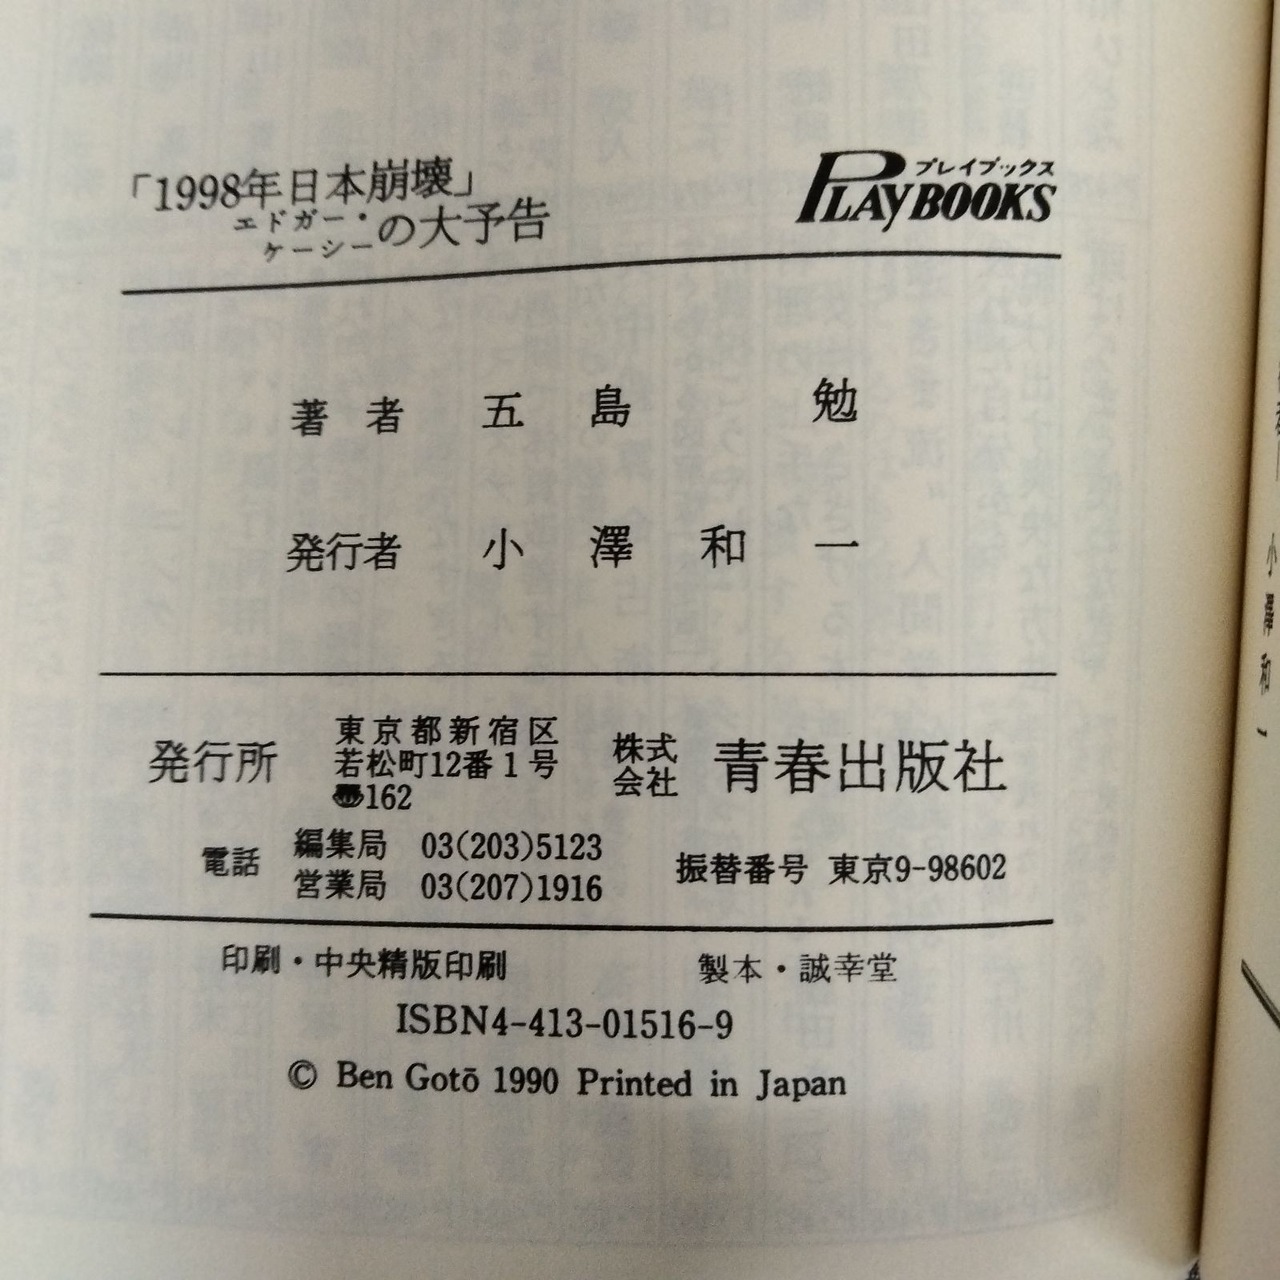 「1998年日本崩壊」
エドガー・
ケーシーの大予告
プレイブックス
PLAYBOOKS
著者 五島 勉
発行者 小澤和一
発行所
東京都新宿区
若松町12番1号
〠162
株式
会社
青春出版社
電話
編集局 03(203)5123
営業局 03(207)1916
振替番号 東京9-98602
印刷・中央精版印刷 製本・誠幸堂
ISBN4-413-01516-9
© Ben Gotō 1990 Printed in Japan
小澤和